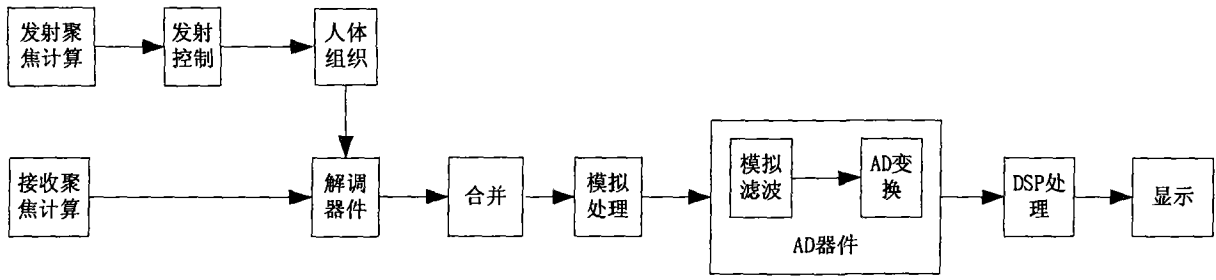 发射聚
焦计算
发射
控制
人体
组织
接收聚
焦计算
解调
器件
合并
模拟
处理
模拟
滤波
AD变
换
AD器件
DSP处
理
显示